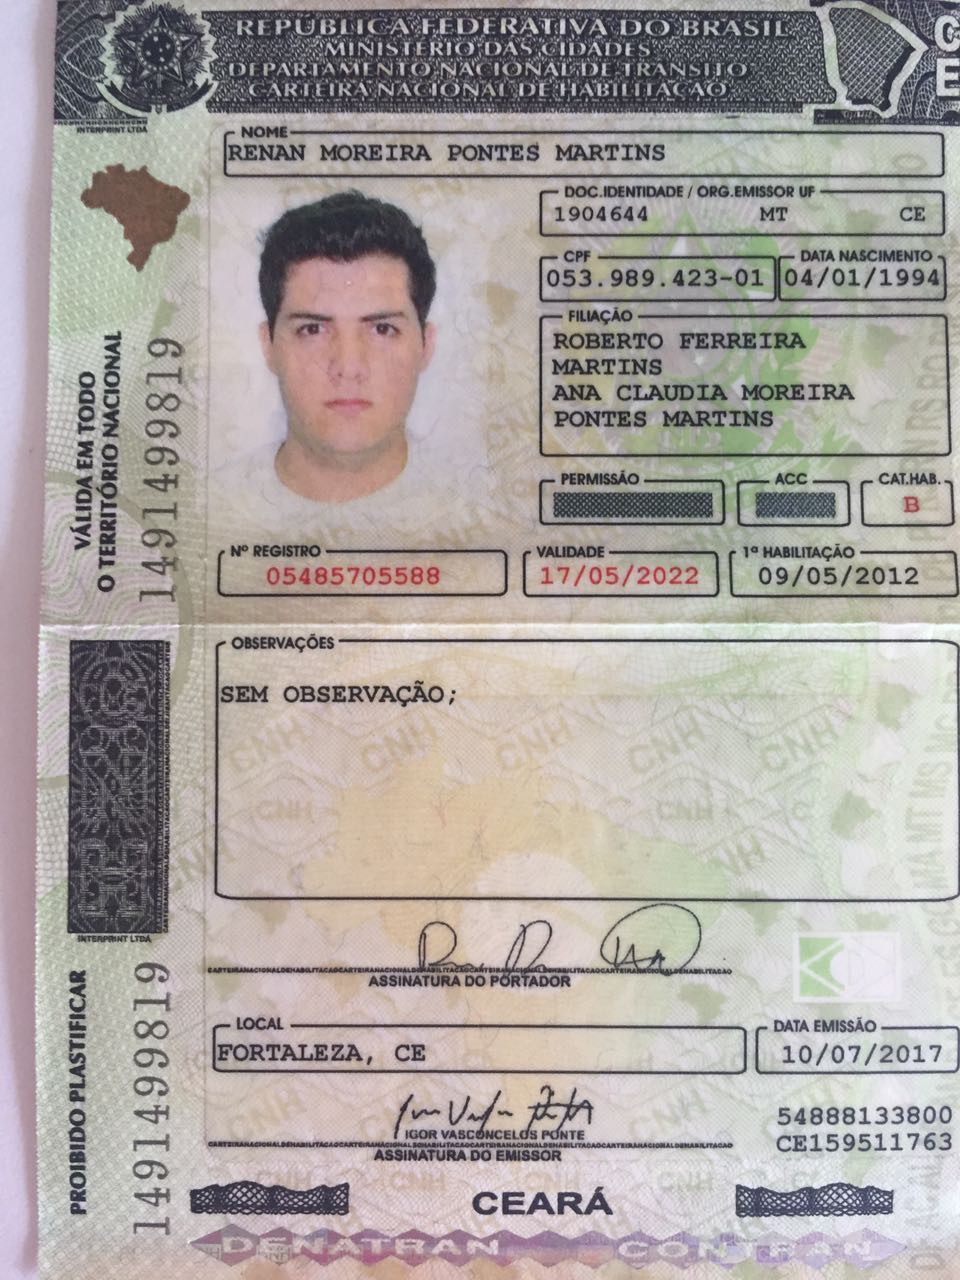 REPÚBLICA FEDERATIVA DO BRASIL
MINISTÉRIO DAS CIDADES
DEPARTAMENTO NACIONAL DE TRÂNSITO
CARTEIRA NACIONAL DE HABILITAÇÃO
INTERPRINT LTDA
NOME
RENAN MOREIRA PONTES MARTINS
DOC.IDENTIDADE / ORG.EMISSOR UF
1904644 MT CE
CPF
053.989.423-01
DATA NASCIMENTO
04/01/1994
FILIAÇÃO
ROBERTO FERREIRA
MARTINS
ANA CLAUDIA MOREIRA
PONTES MARTINS
PERMISSÃO
ACC
CAT.HAB.
B
Nº REGISTRO
05485705588
VALIDADE
17/05/2022
1ª HABILITAÇÃO
09/05/2012
VÁLIDA EM TODO
O TERRITÓRIO NACIONAL
1491499819
OBSERVAÇÕES
SEM OBSERVAÇÃO;
INTERPRINT LTDA
ASSINATURA DO PORTADOR
LOCAL
FORTALEZA, CE
DATA EMISSÃO
10/07/2017
IGOR VASCONCELOS PONTE
ASSINATURA DO EMISSOR
54888133800
CE159511763
PROIBIDO PLASTIFICAR
1491499819
CEARÁ
DENATRAN CONTRAN